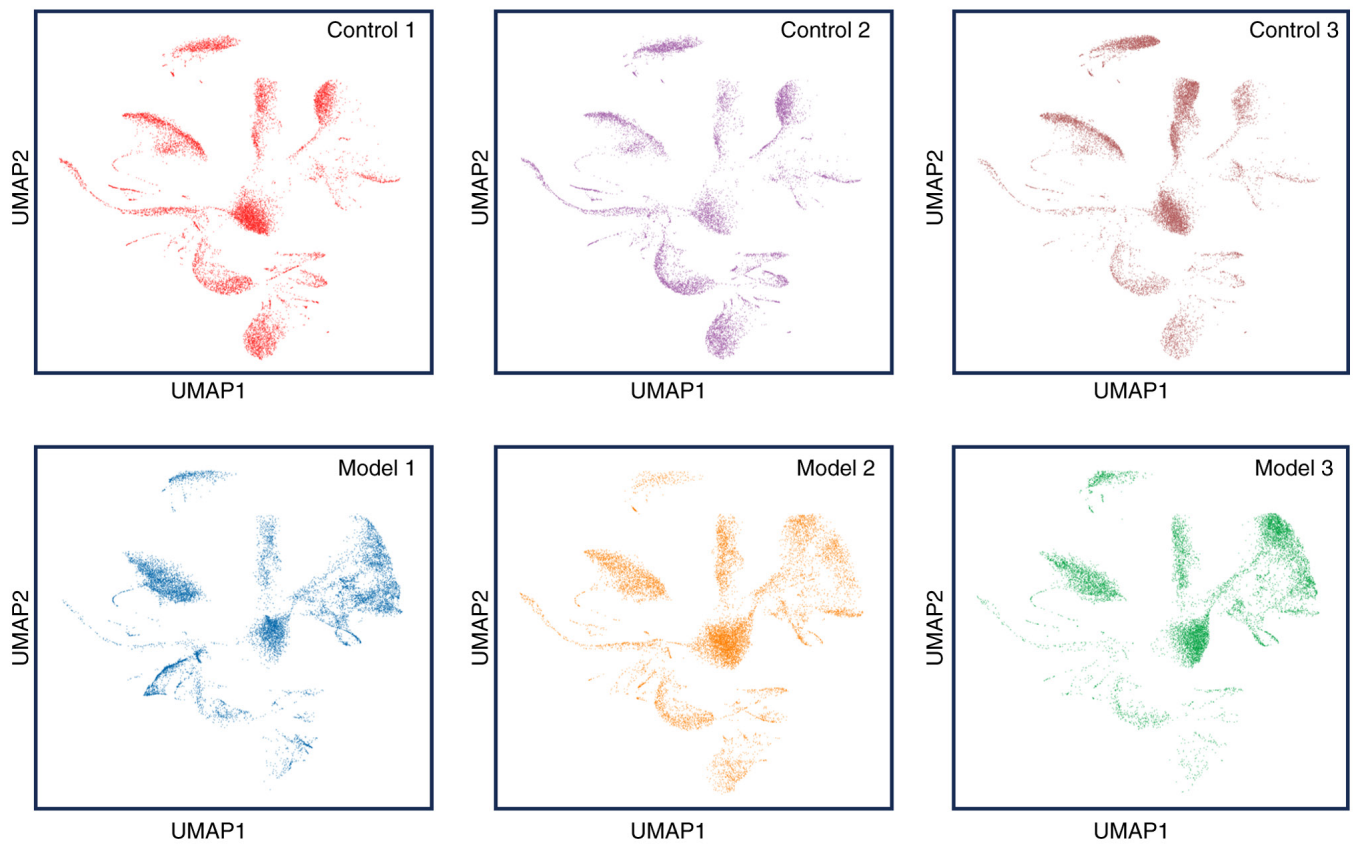 Control 1
Control 2
Control 3
UMAP2
UMAP2
UMAP2
UMAP1
UMAP1
UMAP1
Model 1
Model 2
Model 3
UMAP2
UMAP2
UMAP2
UMAP1
UMAP1
UMAP1